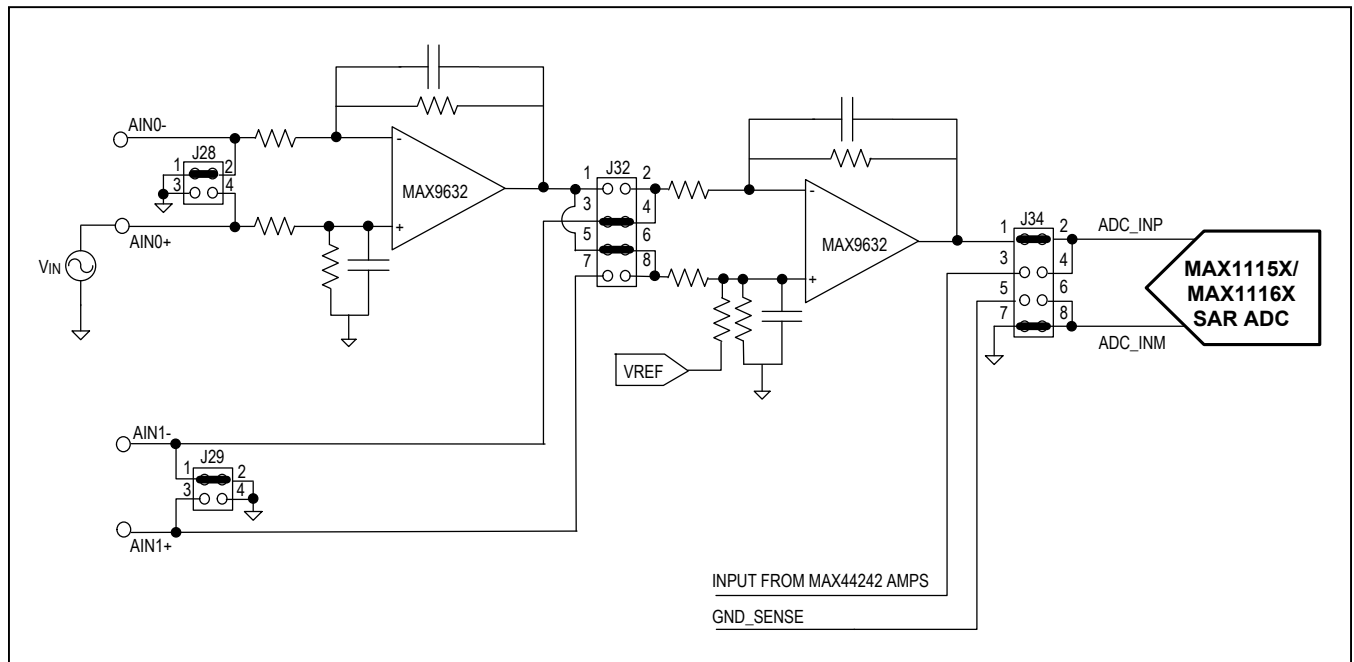 AIN0-
J28
1 2
3 4
AIN0+
VIN
-
+
MAX9632
J32
1 2
3 4
5 6
7 8
-
+
MAX9632
VREF
J34
1 2
3 4
5 6
7 8
ADC_INP
ADC_INM
MAX1115X/
MAX1116X
SAR ADC
AIN1-
J29
1 2
3 4
AIN1+
INPUT FROM MAX44242 AMPS
GND_SENSE